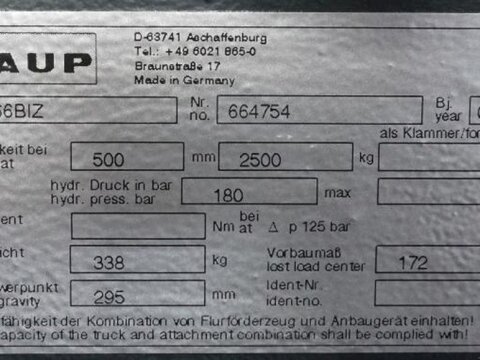 AUP
D-63741 Aschaffenburg
Tel.: +49 6021 865-0
Braunstraße 17
Made in Germany
66BIZ Nr. no. 664754 Bj. year
als Klammer/for
keit bei at 500 mm 2500 kg
hydr. Druck in bar hydr. press. bar 180 max
ent Nm bei at Δ p 125 bar
icht 338 kg Vorbaumaß lost load center 172
werpunkt gravity 295 mm Ident-Nr. ident-no.
fähigkeit der Kombination von Flurförderzeug und Anbaugerät einhalten!
apacity of the truck and attachment combination shall be complied with!